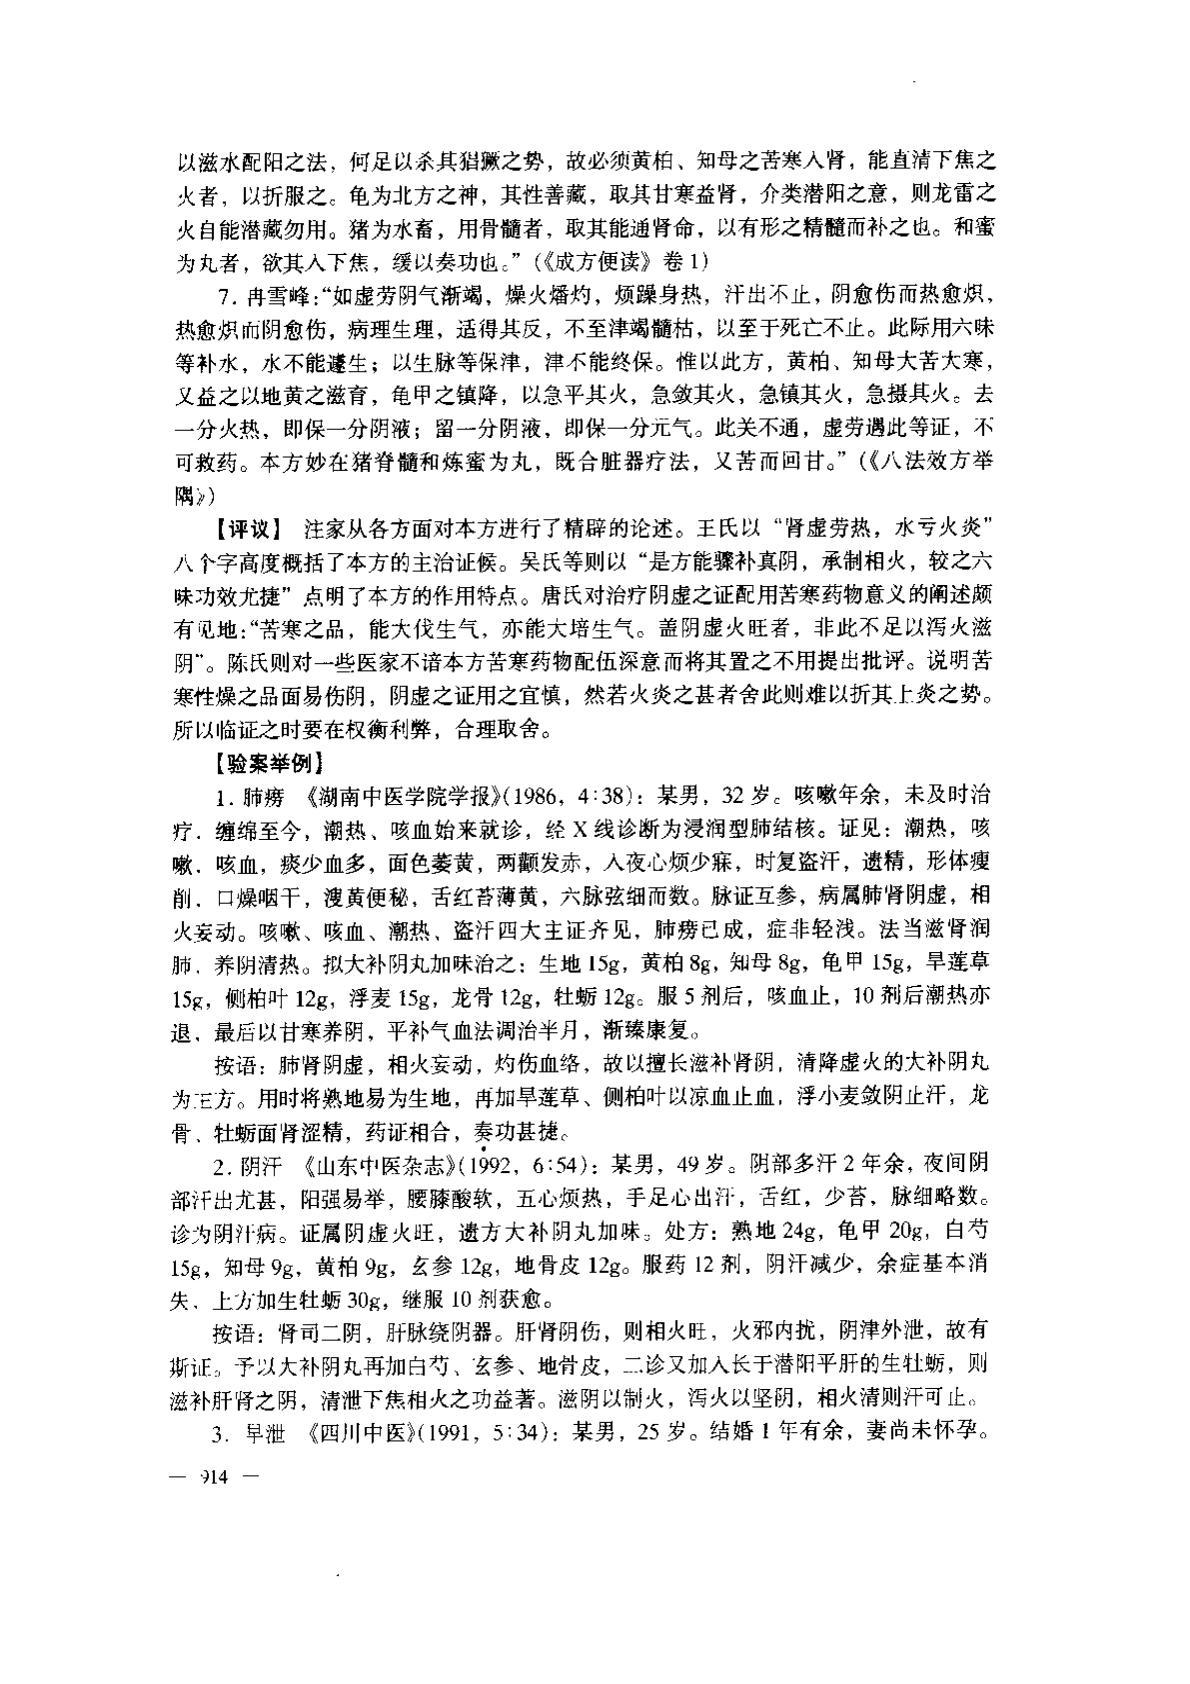 以滋水配阳之法，何足以杀其猖獗之势，故必须黄柏、知母之苦寒入肾，能直清下焦之
火者，以折服之。龟为北方之神，其性善藏，取其甘寒益肾，介类潜阳之意，则龙雷之
火自能潜藏勿用。猪为水畜，用骨髓者，取其能通肾命，以有形之精髓而补之也。和蜜
为丸者，欲其入下焦，缓以奏功也。”(《成方便读》卷1)
7. 冉雪峰:“如虚劳阴气渐竭，燥火燔灼，烦躁身热，汗出不止，阴愈伤而热愈炽，
热愈炽而阴愈伤，病理生理，适得其反，不至津竭髓枯，以至于死亡不止。此际用六味
等补水，水不能遽生；以生脉等保津，津不能终保。惟以此方，黄柏、知母大苦大寒，
又益之以地黄之滋育，龟甲之镇降，以急平其火，急敛其火，急镇其火，急摄其火。去
一分火热，即保一分阴液；留一分阴液，即保一分元气。此关不通，虚劳遇此等证，不
可救药。本方妙在猪脊髓和炼蜜为丸，既合脏器疗法，又苦而回甘。”(《八法效方举
隅》)
【评议】 注家从各方面对本方进行了精辟的论述。王氏以“肾虚劳热，水亏火炎”
八个字高度概括了本方的主治证候。吴氏等则以“是方能骤补真阴，承制相火，较之六
味功效尤捷”点明了本方的作用特点。唐氏对治疗阴虚之证配用苦寒药物意义的阐述颇
有见地:“苦寒之品，能大伐生气，亦能大培生气。盖阴虚火旺者，非此不足以泻火滋
阴”。陈氏则对一些医家不谙本方苦寒药物配伍深意而将其置之不用提出批评。说明苦
寒性燥之品面易伤阴，阴虚之证用之宜慎，然若火炎之甚者舍此则难以折其上炎之势。
所以临证之时要在权衡利弊，合理取舍。
【验案举例】
1. 肺痨 《湖南中医学院学报》(1986，4:38)：某男，32岁。咳嗽年余，未及时治
疗，缠绵至今，潮热、咳血始来就诊，经X线诊断为浸润型肺结核。证见：潮热，咳
嗽，咳血，痰少血多，面色萎黄，两颧发赤，入夜心烦少寐，时复盗汗，遗精，形体瘦
削，口燥咽干，溲黄便秘，舌红苔薄黄，六脉弦细而数。脉证互参，病属肺肾阴虚，相
火妄动。咳嗽、咳血、潮热、盗汗四大主证齐见，肺痨已成，症非轻浅。法当滋肾润
肺，养阴清热。拟大补阴丸加味治之：生地15g，黄柏8g，知母8g，龟甲15g，旱莲草
15g，侧柏叶12g，浮麦15g，龙骨12g，牡蛎12g。服5剂后，咳血止，10剂后潮热亦
退，最后以甘寒养阴，平补气血法调治半月，渐臻康复。
按语：肺肾阴虚，相火妄动，灼伤血络，故以擅长滋补肾阴，清降虚火的大补阴丸
为主方。用时将熟地易为生地，再加旱莲草、侧柏叶以凉血止血，浮小麦敛阴止汗，龙
骨、牡蛎面肾涩精，药证相合，奏功甚捷。
2. 阴汗 《山东中医杂志》(1992，6:54)：某男，49岁。阴部多汗2年余，夜间阴
部汗出尤甚，阳强易举，腰膝酸软，五心烦热，手足心出汗，舌红，少苔，脉细略数。
诊为阴汗病。证属阴虚火旺，遗方大补阴丸加味。处方：熟地24g，龟甲20g，白芍
15g，知母9g，黄柏9g，玄参12g，地骨皮12g。服药12剂，阴汗减少，余症基本消
失，上方加生牡蛎30g，继服10剂获愈。
按语：肾司二阴，肝脉绕阴器。肝肾阴伤，则相火旺，火邪内扰，阴津外泄，故有
斯证。予以大补阴丸再加白芍、玄参、地骨皮，二诊又加入长于潜阳平肝的生牡蛎，则
滋补肝肾之阴，清泄下焦相火之功益著。滋阴以制火，泻火以坚阴，相火清则汗可止。
3. 早泄 《四川中医》(1991，5:34)：某男，25岁。结婚1年有余，妻尚未怀孕。
— 914 —